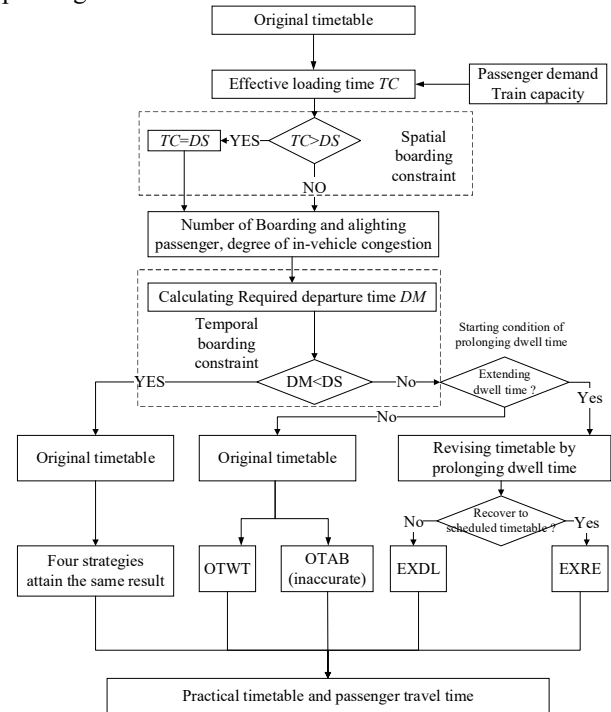 Original timetable
Effective loading time TC
Passenger demand
Train capacity
TC=DS
YES
TC>DS
Spatial
boarding
constraint
NO
Number of Boarding and alighting
passenger, degree of in-vehicle congestion
Calculating Required departure time DM
Temporal
boarding
constraint
Starting condition of
prolonging dwell time
YES
DM<DS
No
Extending
dwell time ?
No
Yes
Original timetable
Original timetable
Revising timetable by
prolonging dwell time
No
Recover to
scheduled timetable ?
Yes
Four strategies
attain the same result
OTWT
OTAB
(inaccurate)
EXDL
EXRE
Practical timetable and passenger travel time